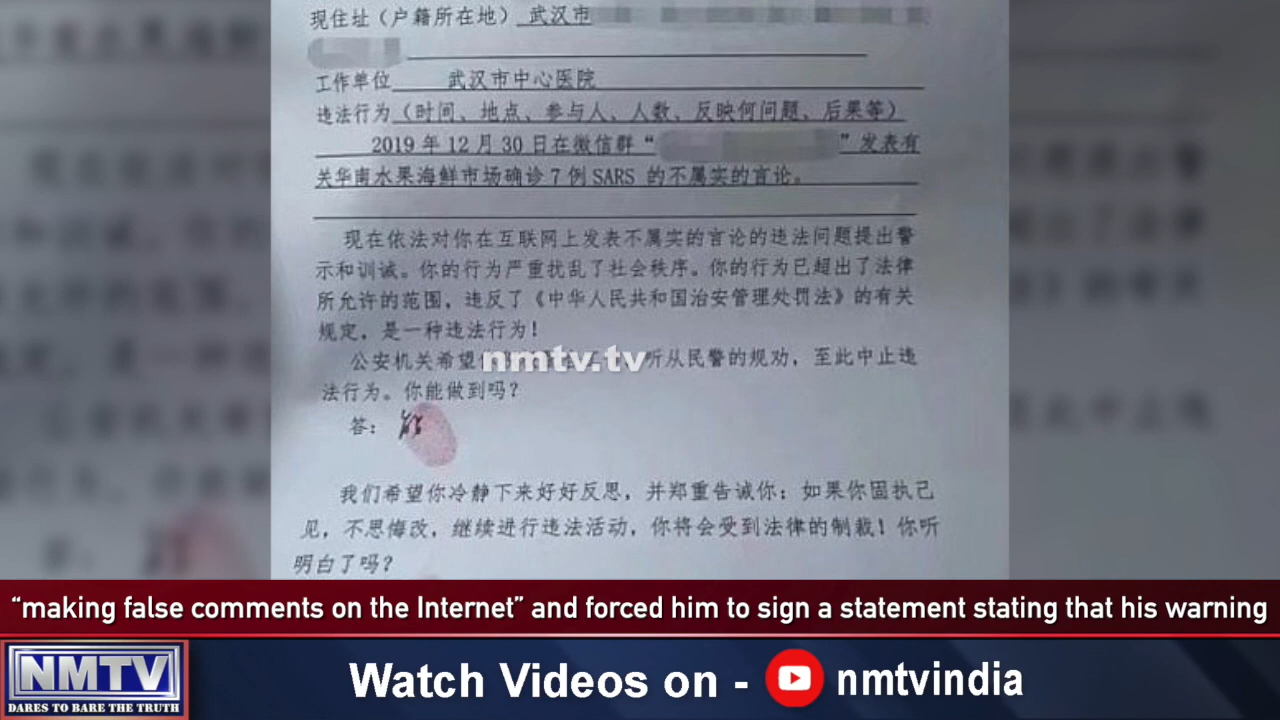 现住址（户籍所在地） 武汉市
工作单位 武汉市中心医院
违法行为（时间、地点、参与人、人数、反映何问题、后果等）
2019年12月30日在微信群“ ”发表有
关华南水果海鲜市场确诊7例SARS 的不属实的言论。
现在依法对你在互联网上发表不属实的言论的违法问题提出警
示和训诫。你的行为严重扰乱了社会秩序。你的行为已超出了法律
所允许的范围，违反了《中华人民共和国治安管理处罚法》的有关
规定，是一种违法行为！
公安机关希望 听从民警的规劝，至此中止违
nmtv.tv
法行为。你能做到吗？
答：
我们希望你冷静下来好好反思，并郑重告诫你：如果你固执己
见，不思悔改，继续进行违法活动，你将会受到法律的制裁！你听
明白了吗？
“making false comments on the Internet” and forced him to sign a statement stating that his warning
NMTV
DARES TO BARE THE TRUTH
Watch Videos on - nmtvindia